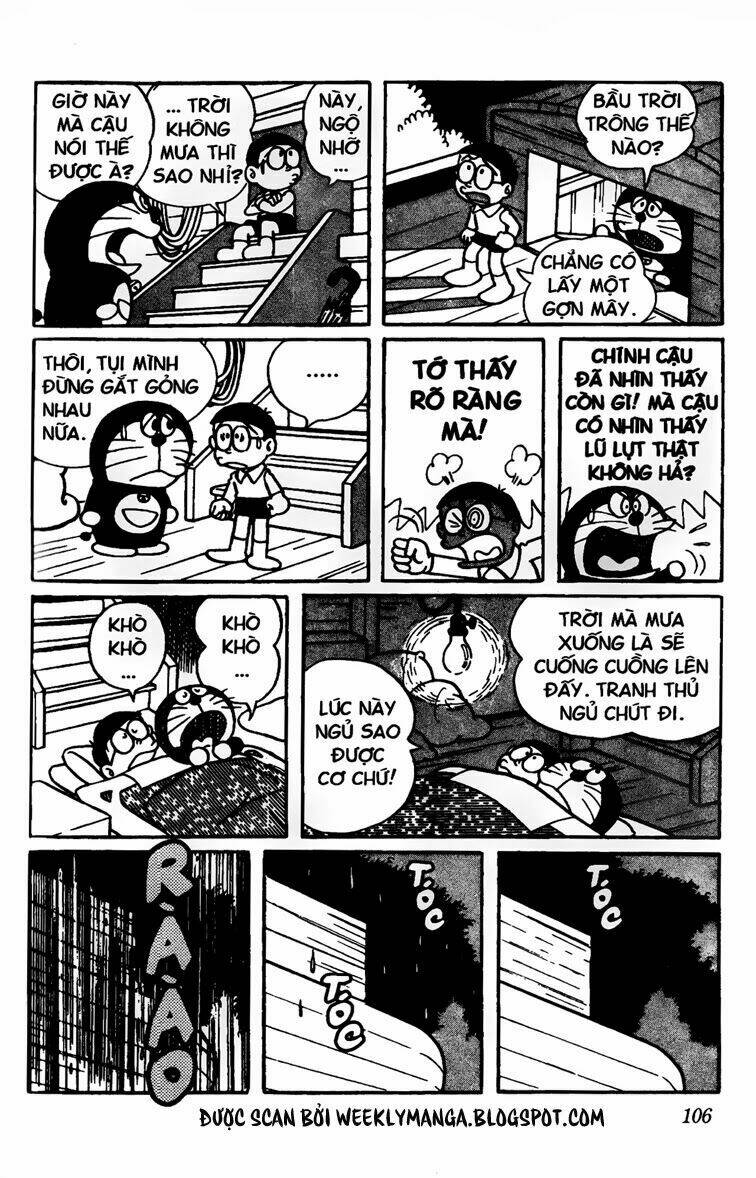 BẦU TRỜI
TRÔNG THẾ
NÀO?
CHẲNG CÓ
LẤY MỘT
GỢN MÂY.
NÀY,
NGỘ
NHỠ
...
... TRỜI
KHÔNG
MƯA THÌ
SAO NHỈ?
GIỜ NÀY
MÀ CẬU
NÓI THẾ
ĐƯỢC À?
CHÍNH CẬU
ĐÃ NHÌN THẤY
CÒN GÌ! MÀ CẬU
CÓ NHÌN THẤY
LŨ LỤT THẬT
KHÔNG HẢ?
TỚ THẤY
RÕ RÀNG
MÀ!
.....
THÔI, TỤI MÌNH
ĐỪNG GẮT GỎNG
NHAU
NỮA.
TRỜI MÀ MƯA
XUỐNG LÀ SẼ
CUỐNG CUỒNG LÊN
ĐẤY. TRANH THỦ
NGỦ CHÚT ĐI.
LÚC NÀY
NGỦ SAO
ĐƯỢC
CƠ CHỨ!
KHÒ
KHÒ
...
KHÒ
KHÒ
...
TÓC
TÓC
TÓC
RÀÀO
ĐƯỢC SCAN BỞI WEEKLYMANGA.BLOGSPOT.COM
106